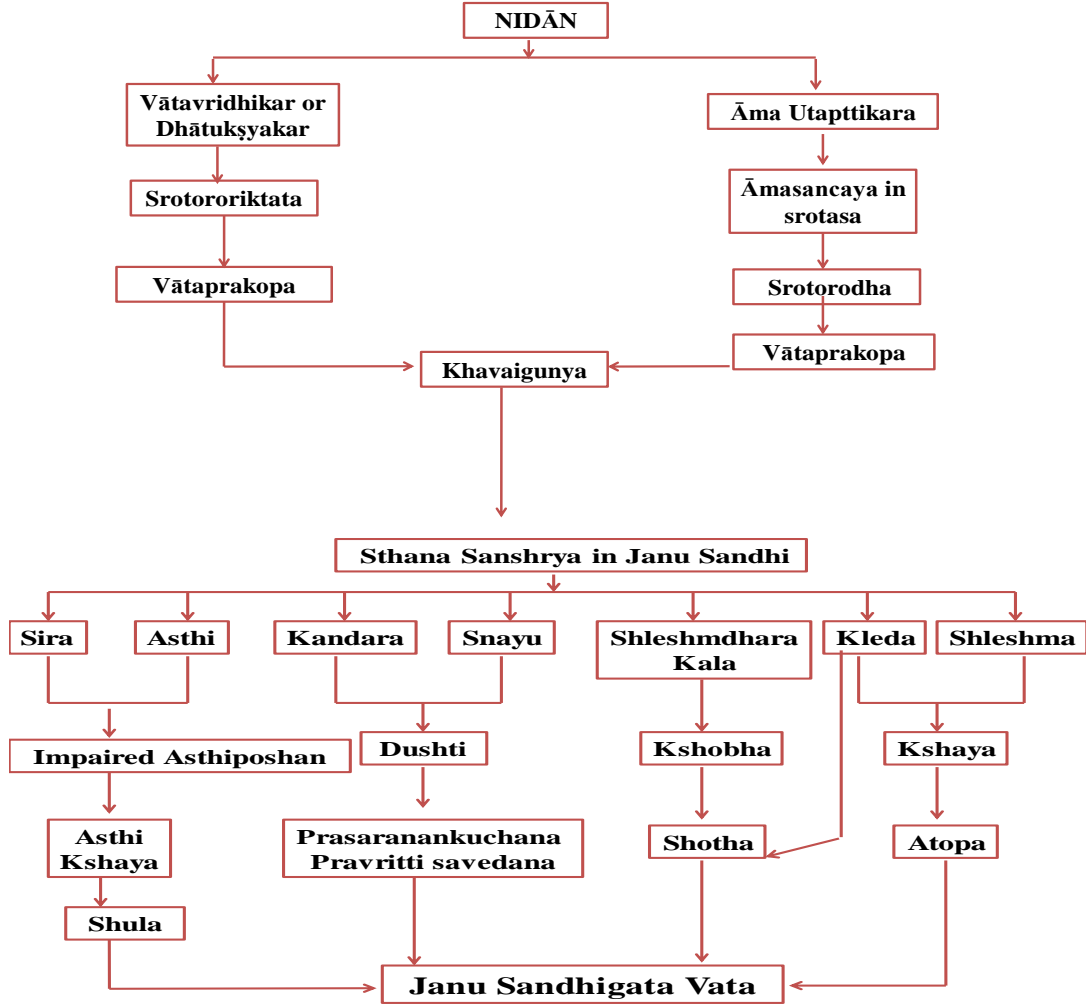 NIDĀN
Vātavridhikar or
Dhātukṣyakar
Āma Utapttikara
Srotororiktata
Āmasancaya in
srotasa
Vātaprakopa
Srotorodha
Vātaprakopa
Khavaigunya
Sthana Sanshrya in Janu Sandhi
Sira
Asthi
Kandara
Snayu
Shleshmdhara
Kala
Kleda
Shleshma
Impaired Asthiposhan
Dushti
Kshobha
Kshaya
Asthi
Kshaya
Prasaranankuchana
Pravritti savedana
Shotha
Atopa
Shula
Janu Sandhigata Vata